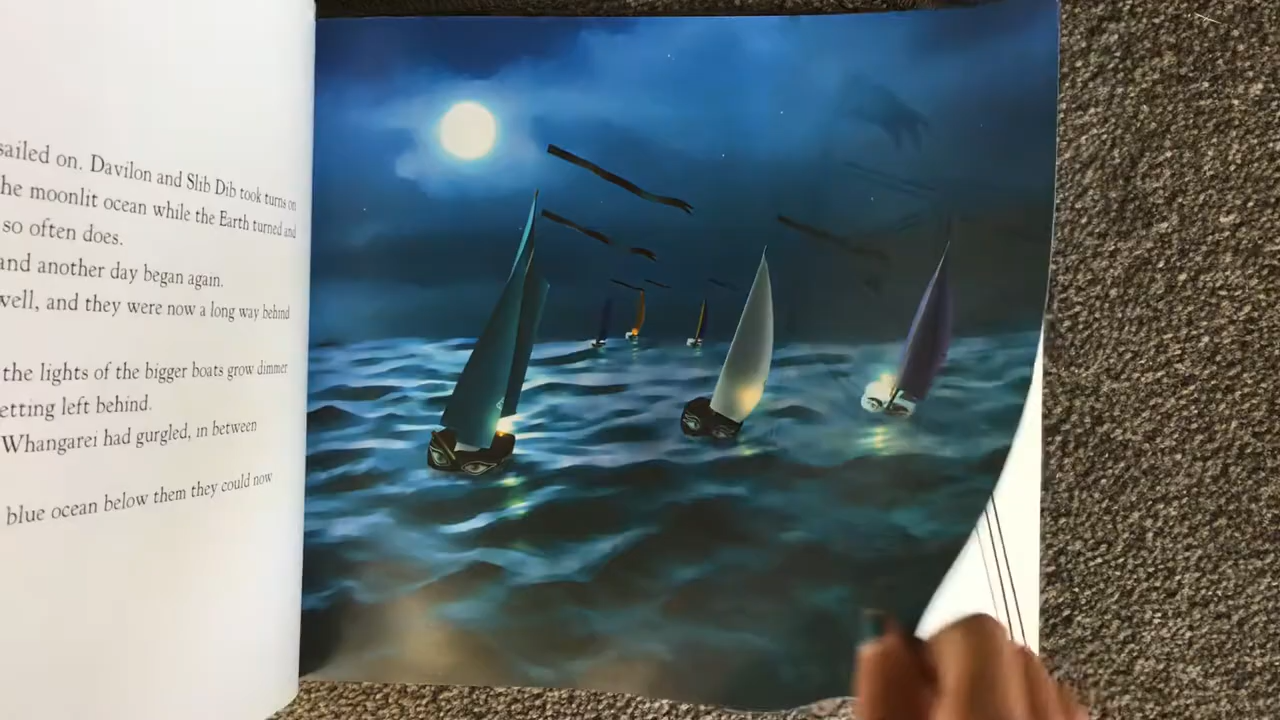 sailed on. Davilon and Slib Dib took turns on
he moonlit ocean while the Earth turned and
so often does.
and another day began again.
well, and they were now a long way behind
the lights of the bigger boats grow dimmer
etting left behind.
Whangarei had gurgled, in between
blue ocean below them they could now